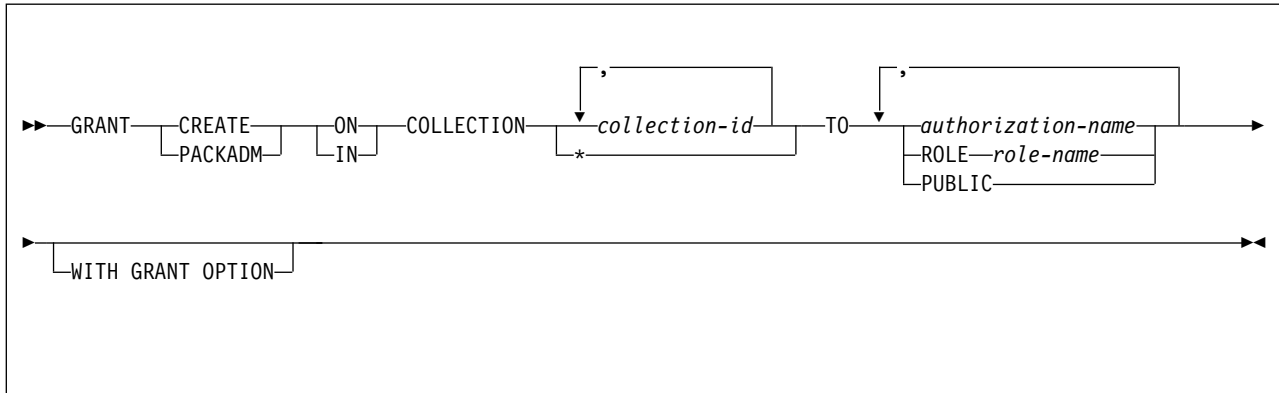 , ,
GRANT CREATE ON COLLECTION collection-id TO authorization-name
PACKADM IN * ROLE role-name
PUBLIC
WITH GRANT OPTION